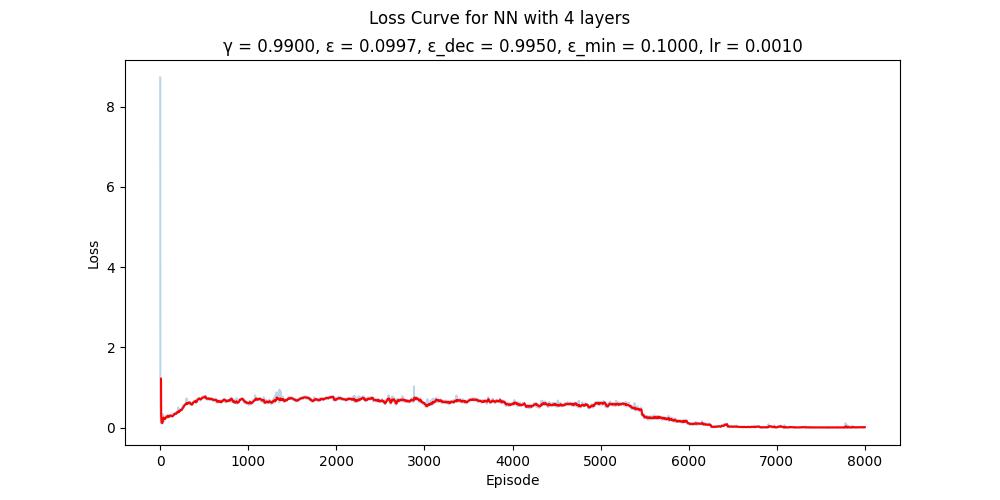 Loss Curve for NN with 4 layers
γ = 0.9900, ε = 0.0997, ε_dec = 0.9950, ε_min = 0.1000, lr = 0.0010
8
6
4
2
0
Loss
0 1000 2000 3000 4000 5000 6000 7000 8000
Episode